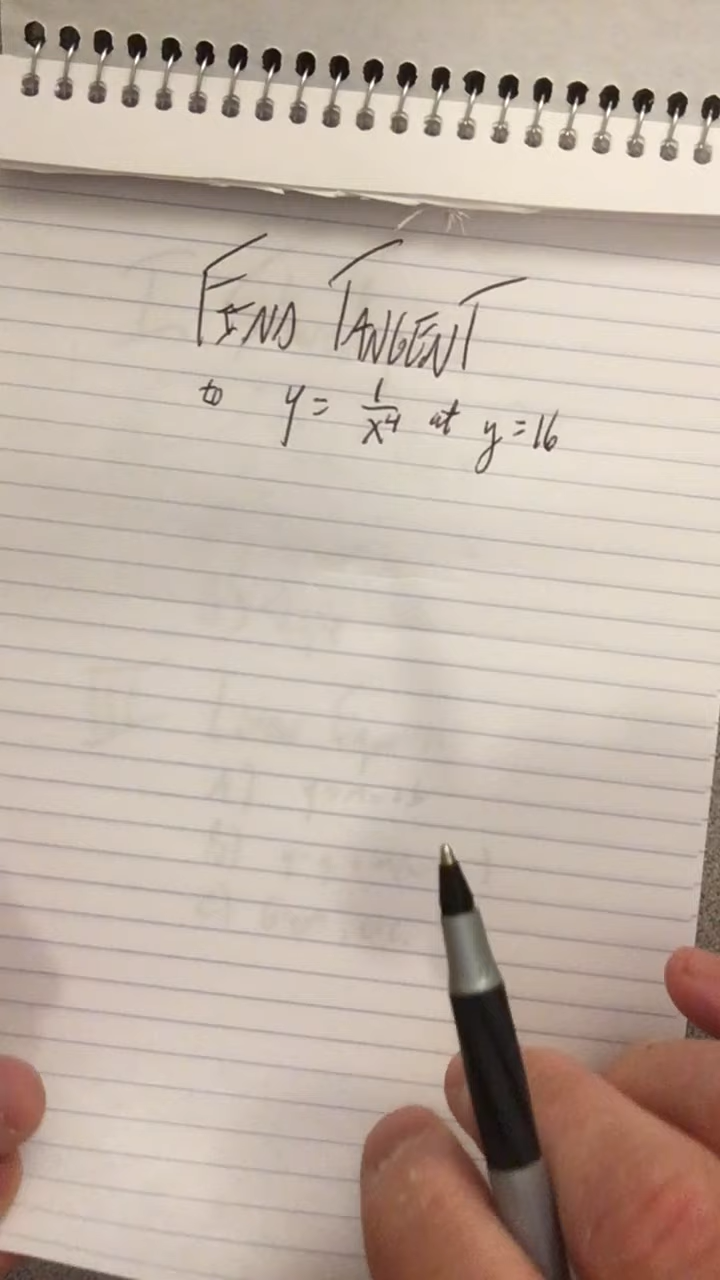 FIND TANGENT
to y = 1/x⁴ at y = 16